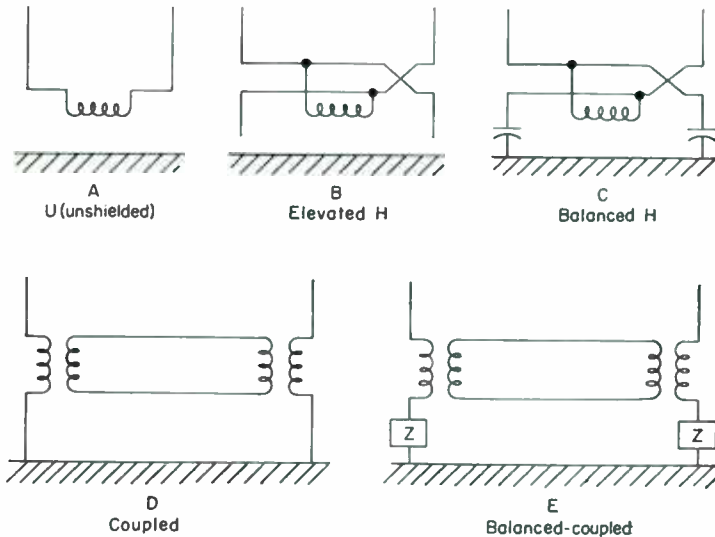 A
U (unshielded)
B
Elevated H
C
Balanced H
Z
Z
D
Coupled
E
Balanced-coupled